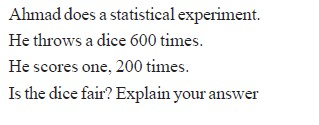 Ahmad does a statistical experiment.
He throws a dice 600 times.
He scores one, 200 times.
Is the dice fair? Explain your answer